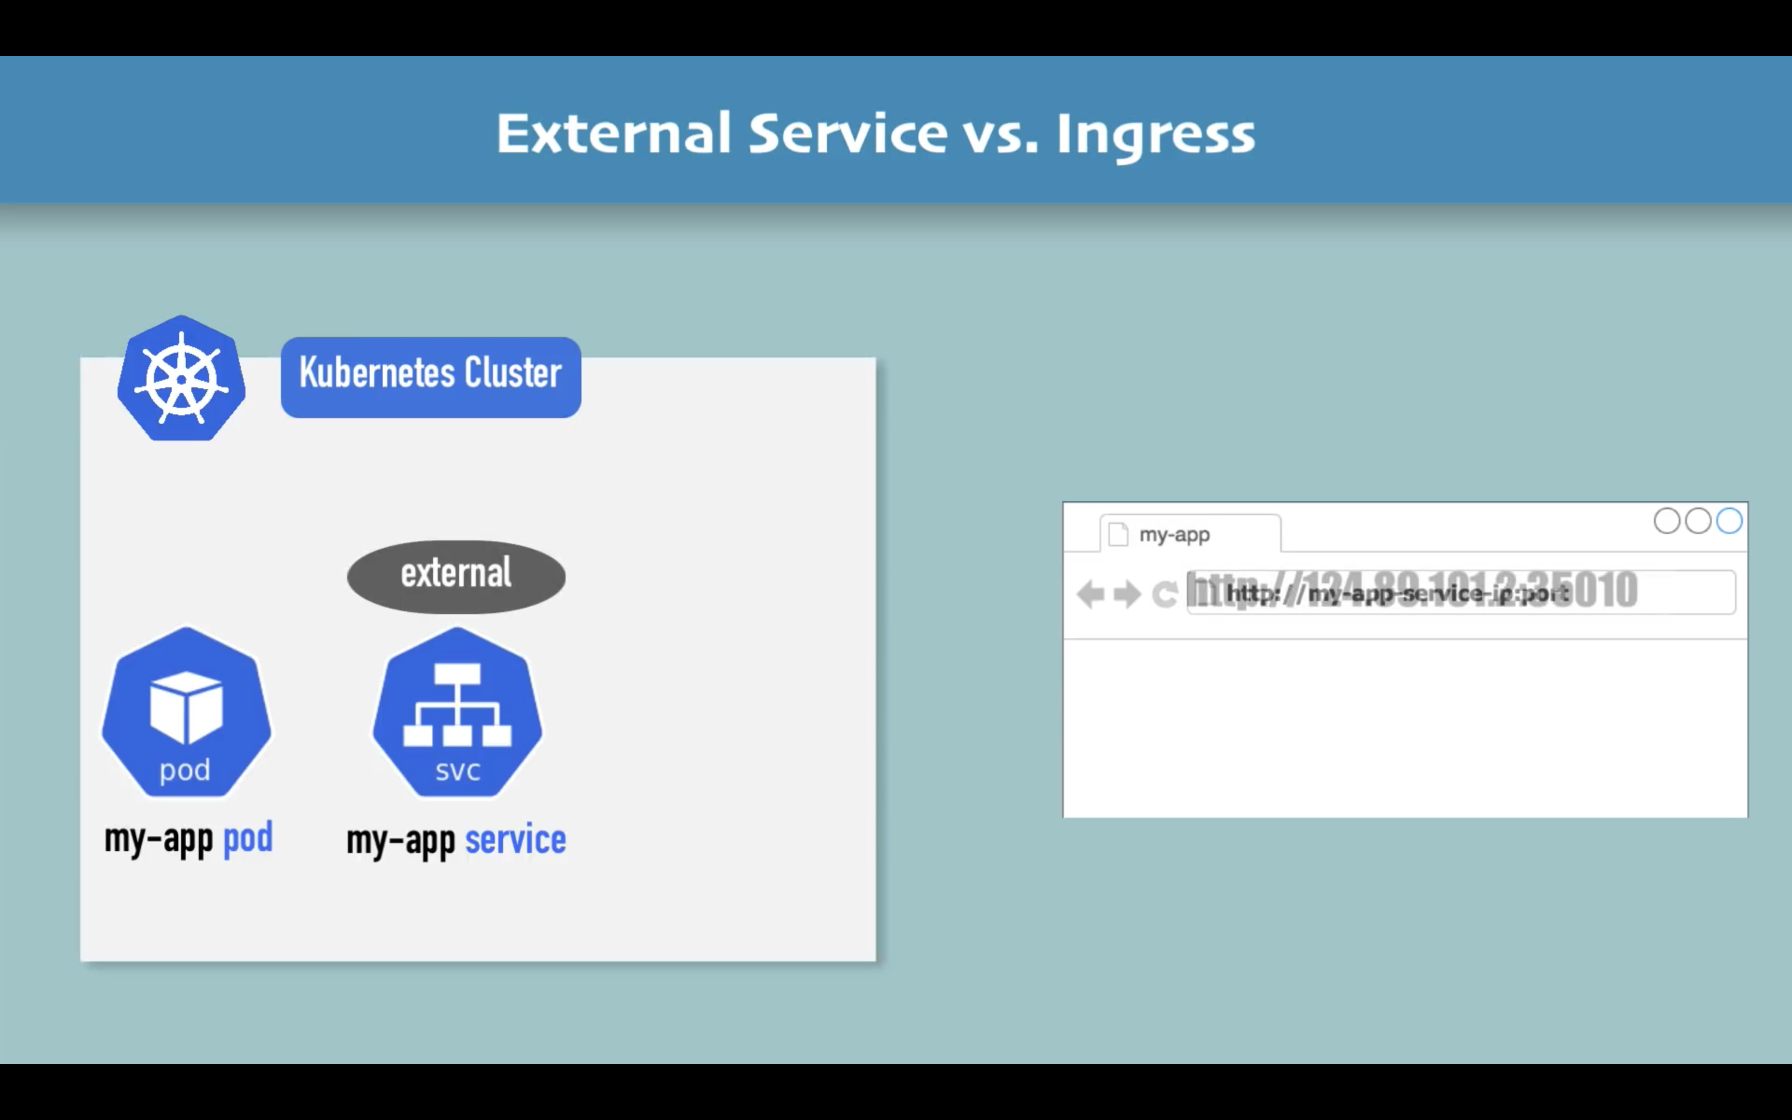 External Service vs. Ingress
Kubernetes Cluster
external
pod
svc
my-app pod
my-app service
my-app
http://my-app-service-ip:port
http://124.89.101.2:35010